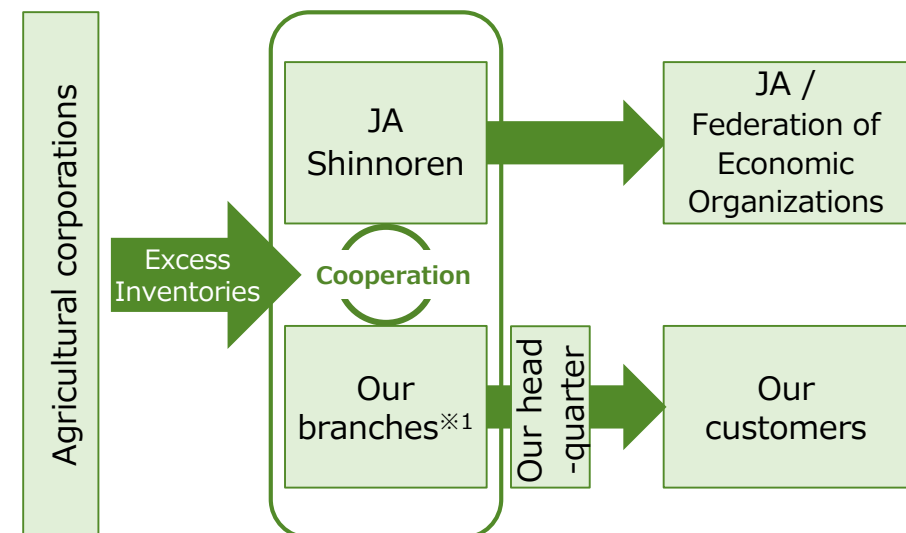 Agricultural corporations
Excess
Inventories
JA
Shinnoren
Cooperation
Our
branches※1
Our head
-quarter
JA /
Federation of
Economic
Organizations
Our
customers